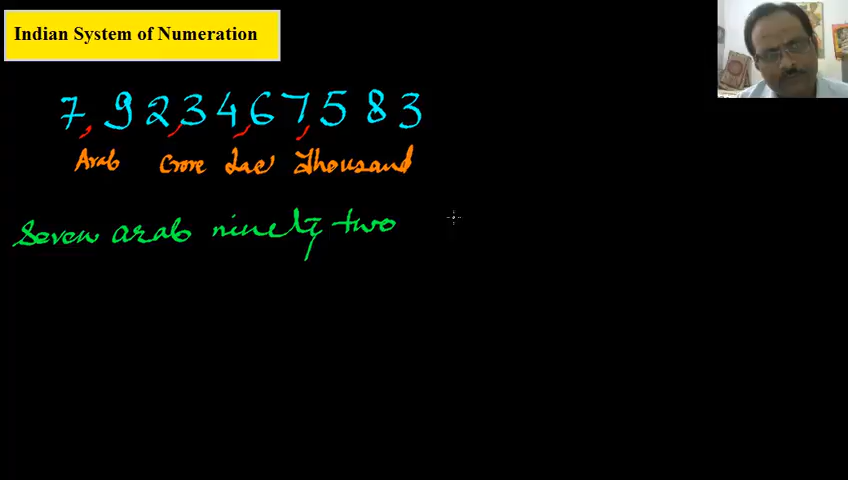 Indian System of Numeration
7,92,34,67,583
Arab Crore Lac Thousand
Seven arab ninety two